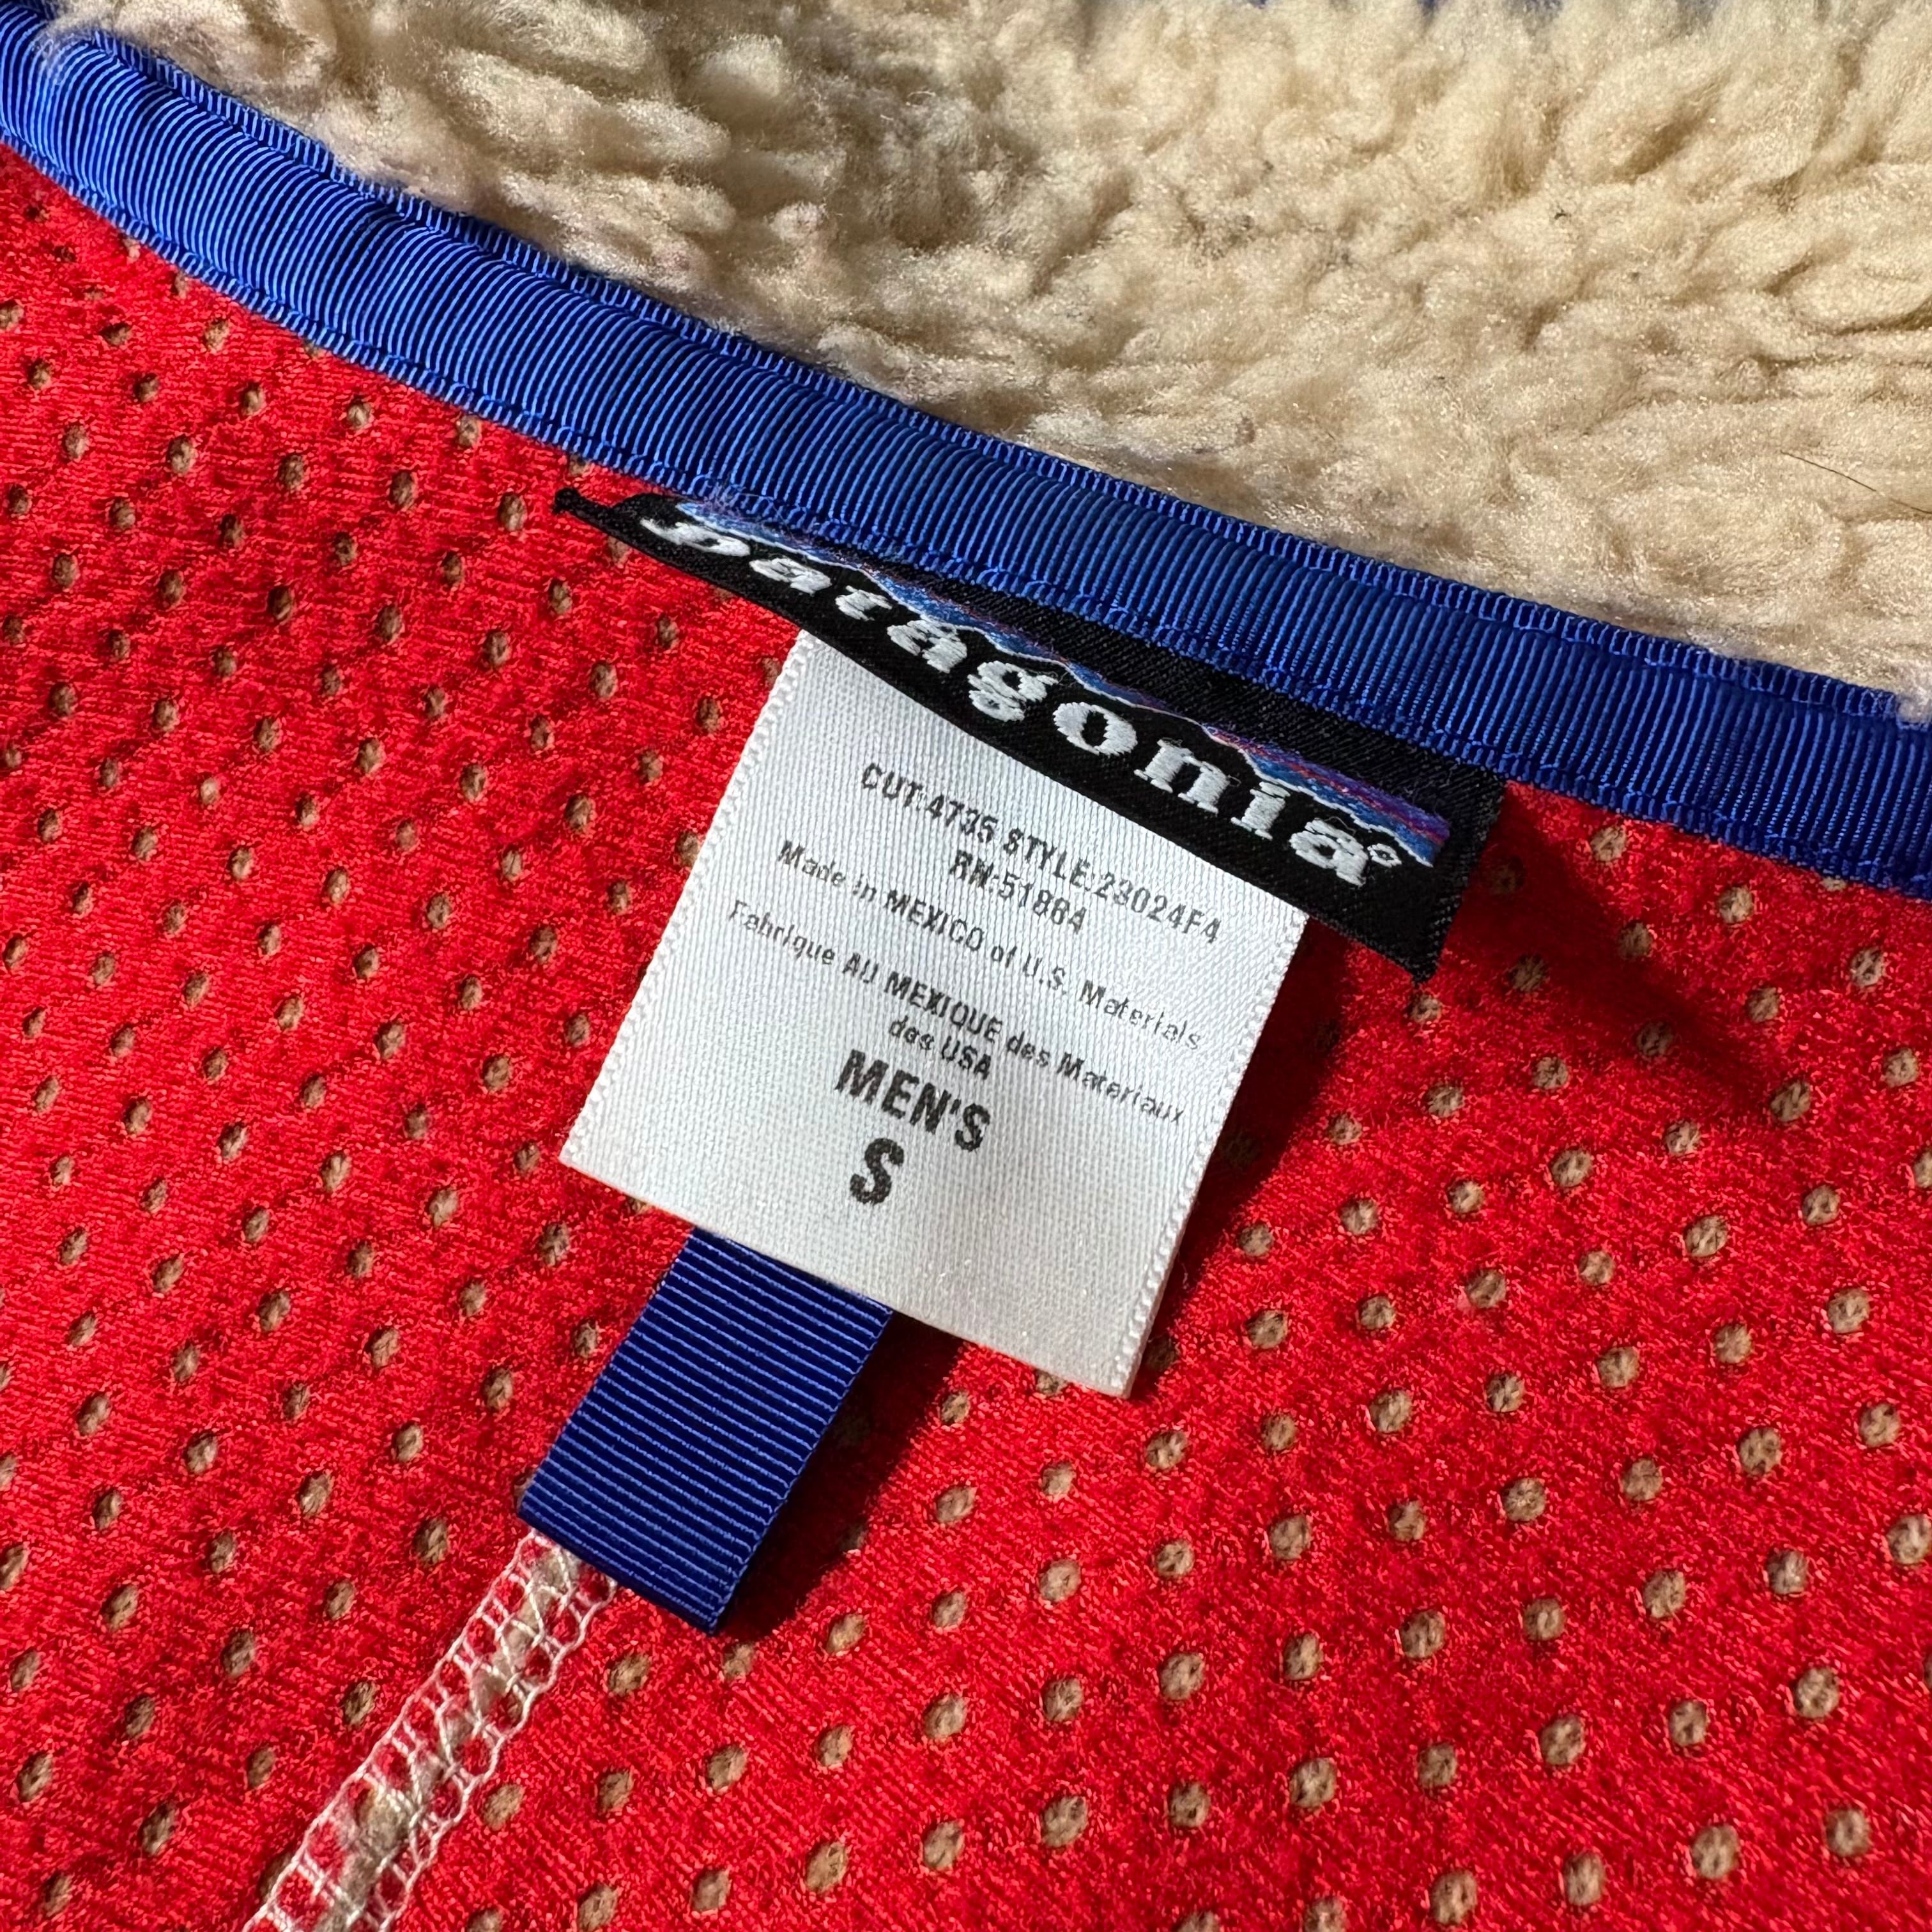 patagonia®
CUT:4735 STYLE:23024F4
RN:51884
Made in MEXICO of U.S. Materials
Fabrique AU MEXIQUE des Materiaux
des USA
MEN'S
S